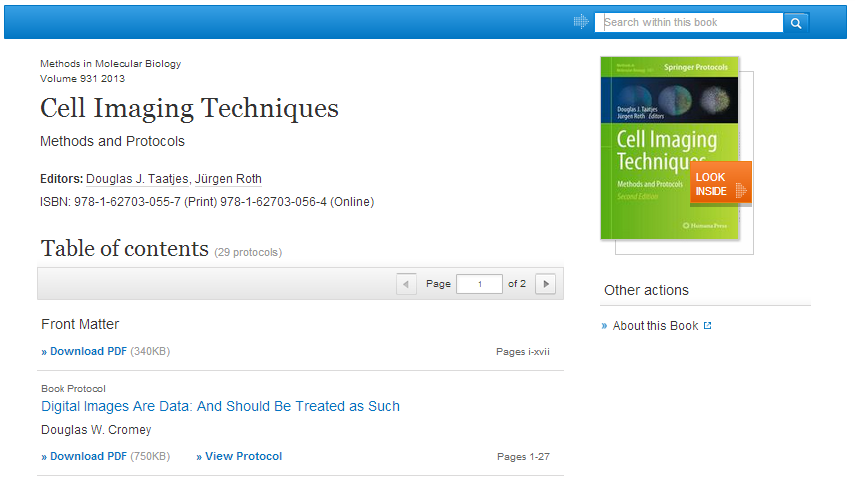 Search within this book
Methods in Molecular Biology
Volume 931 2013
Cell Imaging Techniques
Methods and Protocols
Editors: Douglas J. Taatjes, Jürgen Roth
ISBN: 978-1-62703-055-7 (Print) 978-1-62703-056-4 (Online)
Table of contents (29 protocols)
Page 1 of 2
Front Matter
» Download PDF (340KB) Pages i-xvii
Book Protocol
Digital Images Are Data: And Should Be Treated as Such
Douglas W. Cromey
» Download PDF (750KB) » View Protocol Pages 1-27
Springer Protocols
Douglas J. Taatjes
Jürgen Roth Editors
Cell Imaging
Techniques
Methods and Protocols
Second Edition
Humana Press
LOOK
INSIDE
Other actions
» About this Book